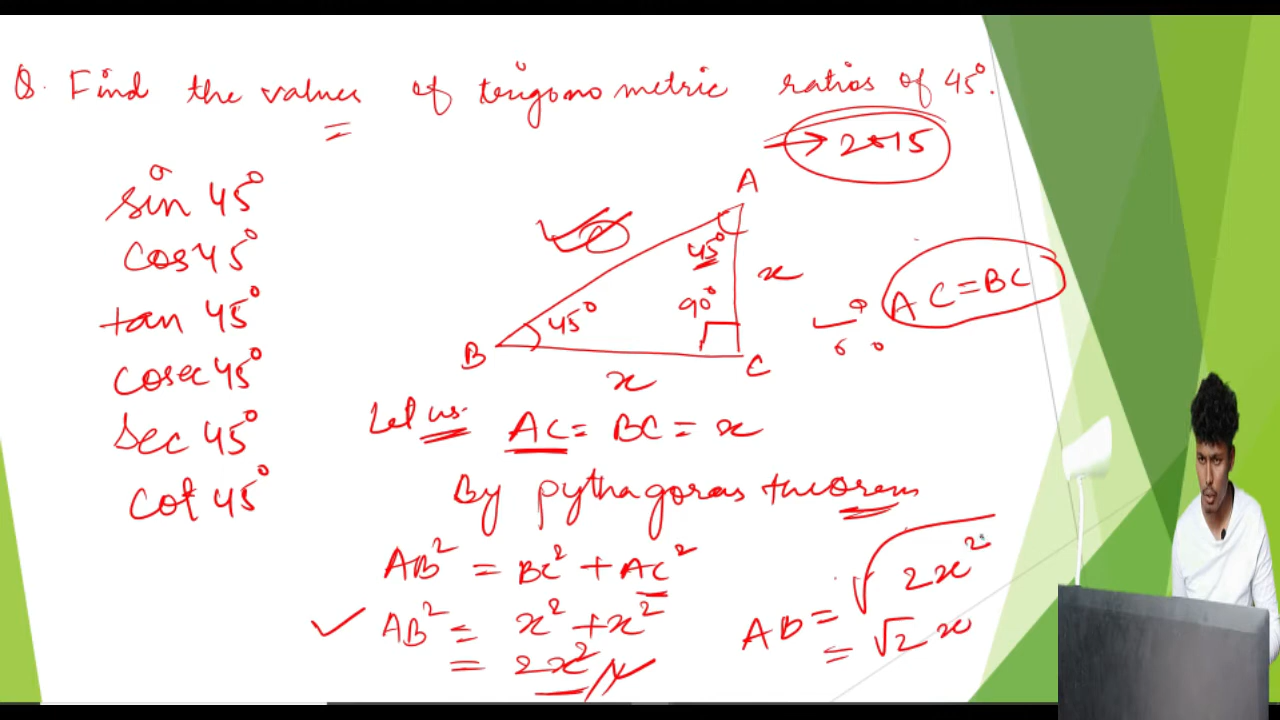 Q. Find the values of trigonometric ratios of 45°.
→ 2015
sin 45°
cos 45°
tan 45°
cosec 45°
sec 45°
cot 45°
A
45°
x
90°
45°
B
C
x
AC=BC
Let us. AC = BC = x
By pythagoras theorem
AB² = BC² + AC²
AB² = x² + x²
= 2x²
AB = √2x²
= √2 x